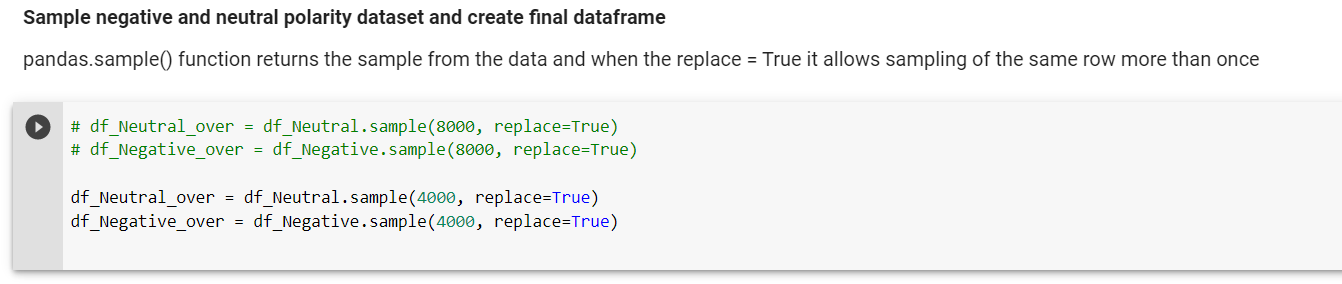 Sample negative and neutral polarity dataset and create final dataframe
pandas.sample() function returns the sample from the data and when the replace = True it allows sampling of the same row more than once
# df_Neutral_over = df_Neutral.sample(8000, replace=True)
# df_Negative_over = df_Negative.sample(8000, replace=True)
df_Neutral_over = df_Neutral.sample(4000, replace=True)
df_Negative_over = df_Negative.sample(4000, replace=True)